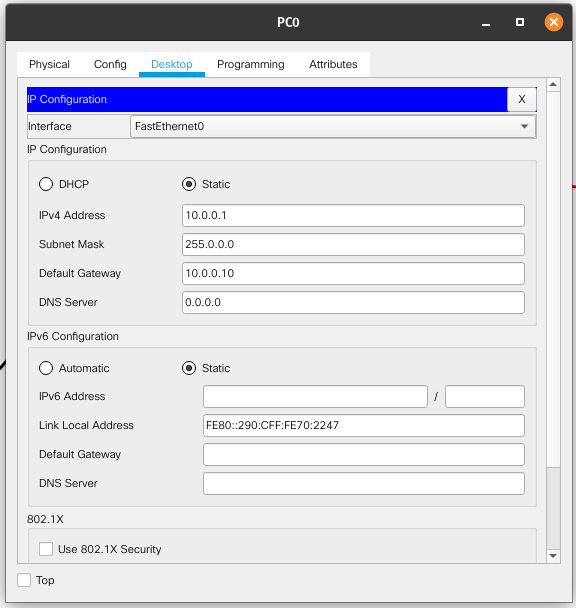 PC0
Physical Config Desktop Programming Attributes
IP Configuration X
Interface FastEthernet0
IP Configuration
DHCP Static
IPv4 Address 10.0.0.1
Subnet Mask 255.0.0.0
Default Gateway 10.0.0.10
DNS Server 0.0.0.0
IPv6 Configuration
Automatic Static
IPv6 Address /
Link Local Address FE80::290:CFF:FE70:2247
Default Gateway
DNS Server
802.1X
Use 802.1X Security
Top